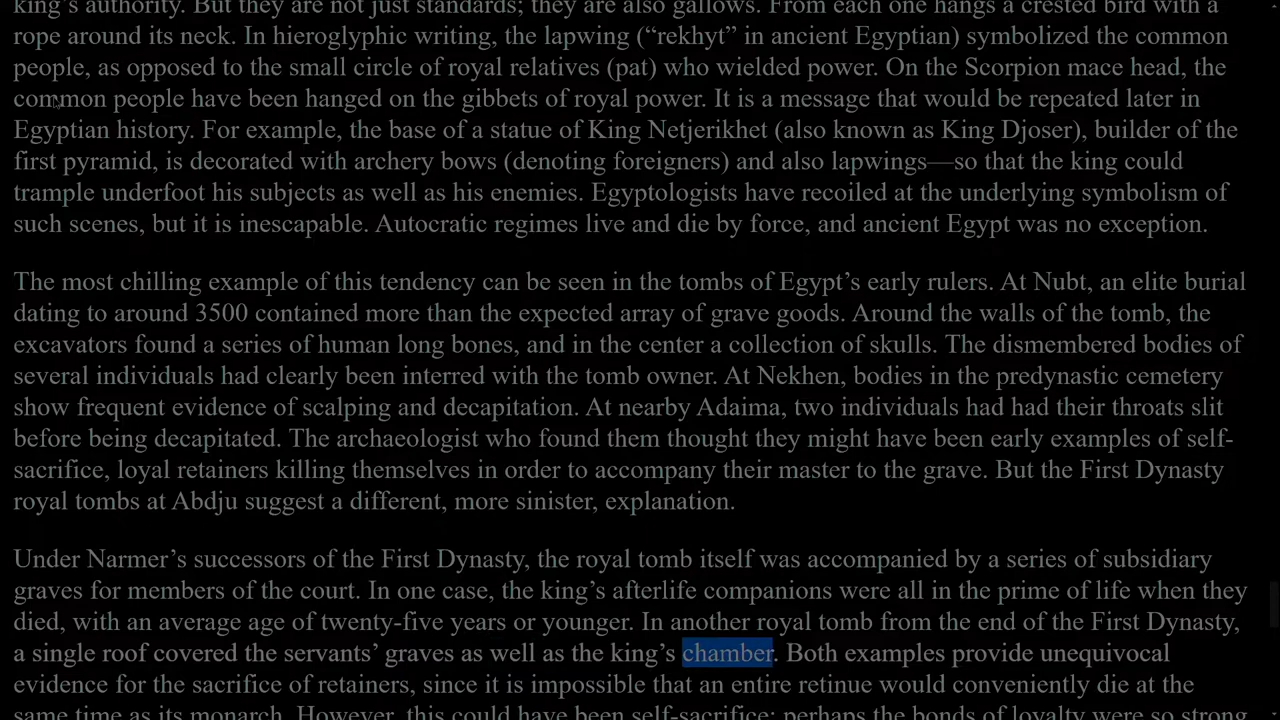 king's authority. But they are not just standards; they are also gallows. From each one hangs a crested bird with a
rope around its neck. In hieroglyphic writing, the lapwing (“rekhyt” in ancient Egyptian) symbolized the common
people, as opposed to the small circle of royal relatives (pat) who wielded power. On the Scorpion mace head, the
common people have been hanged on the gibbets of royal power. It is a message that would be repeated later in
Egyptian history. For example, the base of a statue of King Netjerikhet (also known as King Djoser), builder of the
first pyramid, is decorated with archery bows (denoting foreigners) and also lapwings—so that the king could
trample underfoot his subjects as well as his enemies. Egyptologists have recoiled at the underlying symbolism of
such scenes, but it is inescapable. Autocratic regimes live and die by force, and ancient Egypt was no exception.
The most chilling example of this tendency can be seen in the tombs of Egypt’s early rulers. At Nubt, an elite burial
dating to around 3500 contained more than the expected array of grave goods. Around the walls of the tomb, the
excavators found a series of human long bones, and in the center a collection of skulls. The dismembered bodies of
several individuals had clearly been interred with the tomb owner. At Nekhen, bodies in the predynastic cemetery
show frequent evidence of scalping and decapitation. At nearby Adaima, two individuals had had their throats slit
before being decapitated. The archaeologist who found them thought they might have been early examples of self-
sacrifice, loyal retainers killing themselves in order to accompany their master to the grave. But the First Dynasty
royal tombs at Abdju suggest a different, more sinister, explanation.
Under Narmer’s successors of the First Dynasty, the royal tomb itself was accompanied by a series of subsidiary
graves for members of the court. In one case, the king’s afterlife companions were all in the prime of life when they
died, with an average age of twenty-five years or younger. In another royal tomb from the end of the First Dynasty,
a single roof covered the servants’ graves as well as the king’s chamber. Both examples provide unequivocal
evidence for the sacrifice of retainers, since it is impossible that an entire retinue would conveniently die at the
same time as its monarch. However, this could have been self-sacrifice; perhaps the bonds of loyalty were so strong